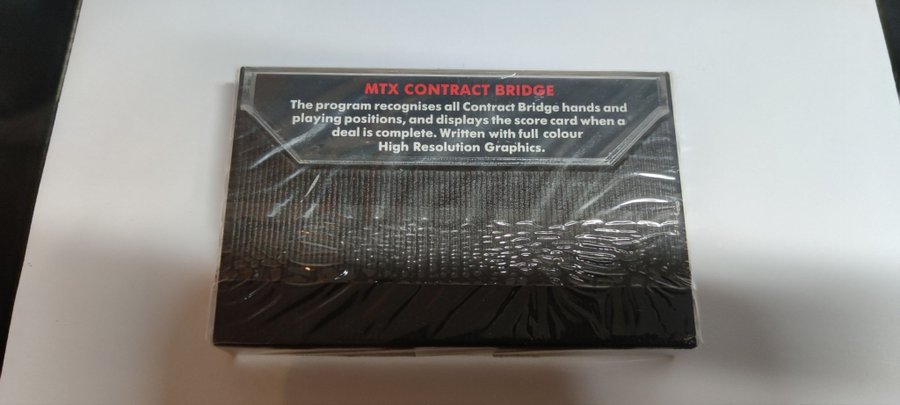 MTX CONTRACT BRIDGE
The program recognises all Contract Bridge hands and
playing positions, and displays the score card when a
deal is complete. Written with full colour
High Resolution Graphics.